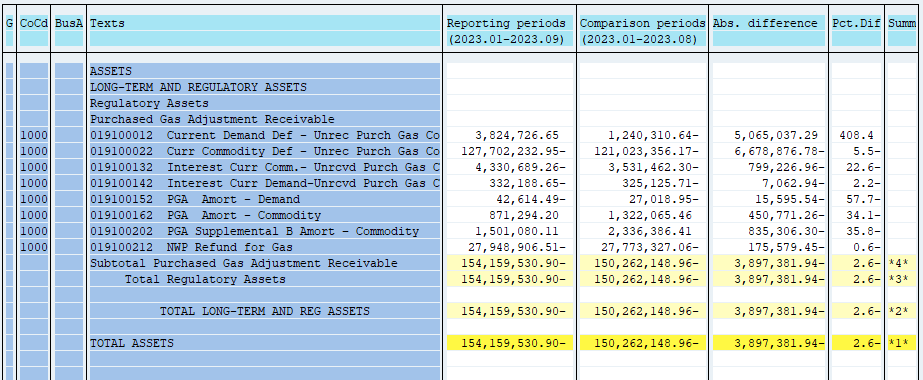 G CoCd BusA Texts Reporting periods Comparison periods Abs. difference Pct.Dif Summ
(2023.01-2023.09) (2023.01-2023.08)
ASSETS
LONG-TERM AND REGULATORY ASSETS
Regulatory Assets
Purchased Gas Adjustment Receivable
1000 019100012 Current Demand Def - Unrec Purch Gas Co 3,824,726.65 1,240,310.64- 5,065,037.29 408.4
1000 019100022 Curr Commodity Def - Unrec Purch Gas Co 127,702,232.95- 121,023,356.17- 6,678,876.78- 5.5-
1000 019100132 Interest Curr Comm.- Unrcvd Purch Gas C 4,330,689.26- 3,531,462.30- 799,226.96- 22.6-
1000 019100142 Interest Curr Demand-Unrcvd Purch Gas C 332,188.65- 325,125.71- 7,062.94- 2.2-
1000 019100152 PGA Amort - Demand 42,614.49- 27,018.95- 15,595.54- 57.7-
1000 019100162 PGA Amort - Commodity 871,294.20 1,322,065.46 450,771.26- 34.1-
1000 019100202 PGA Supplemental B Amort - Commodity 1,501,080.11 2,336,386.41 835,306.30- 35.8-
1000 019100212 NWP Refund for Gas 27,948,906.51- 27,773,327.06- 175,579.45- 0.6-
Subtotal Purchased Gas Adjustment Receivable 154,159,530.90- 150,262,148.96- 3,897,381.94- 2.6- *4*
Total Regulatory Assets 154,159,530.90- 150,262,148.96- 3,897,381.94- 2.6- *3*
TOTAL LONG-TERM AND REG ASSETS 154,159,530.90- 150,262,148.96- 3,897,381.94- 2.6- *2*
TOTAL ASSETS 154,159,530.90- 150,262,148.96- 3,897,381.94- 2.6- *1*